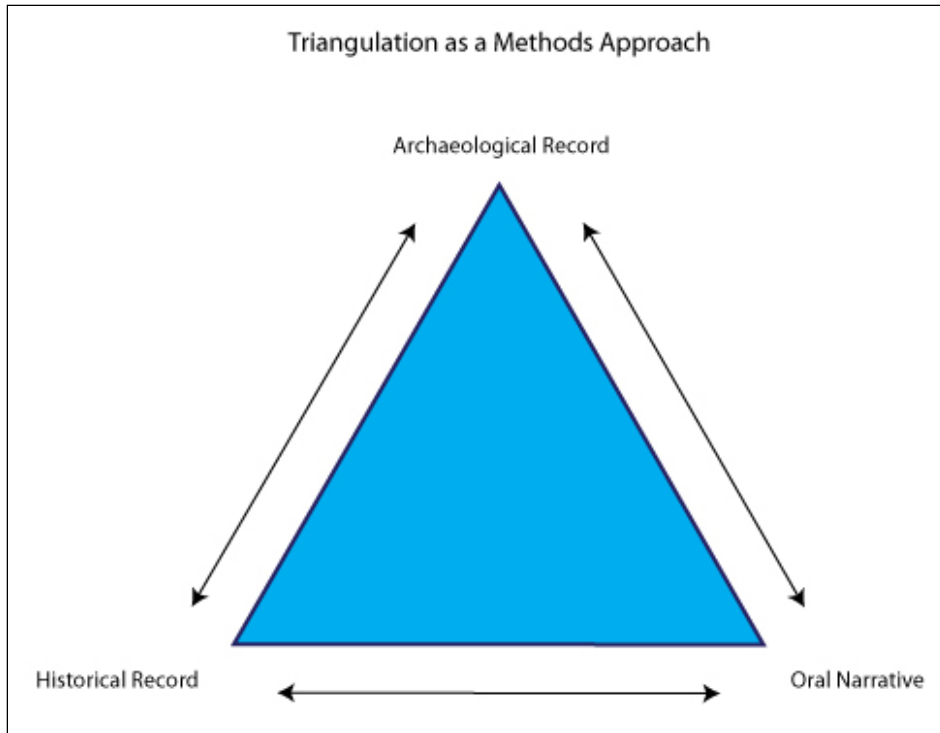 Triangulation as a Methods Approach
Archaeological Record
Historical Record
Oral Narrative